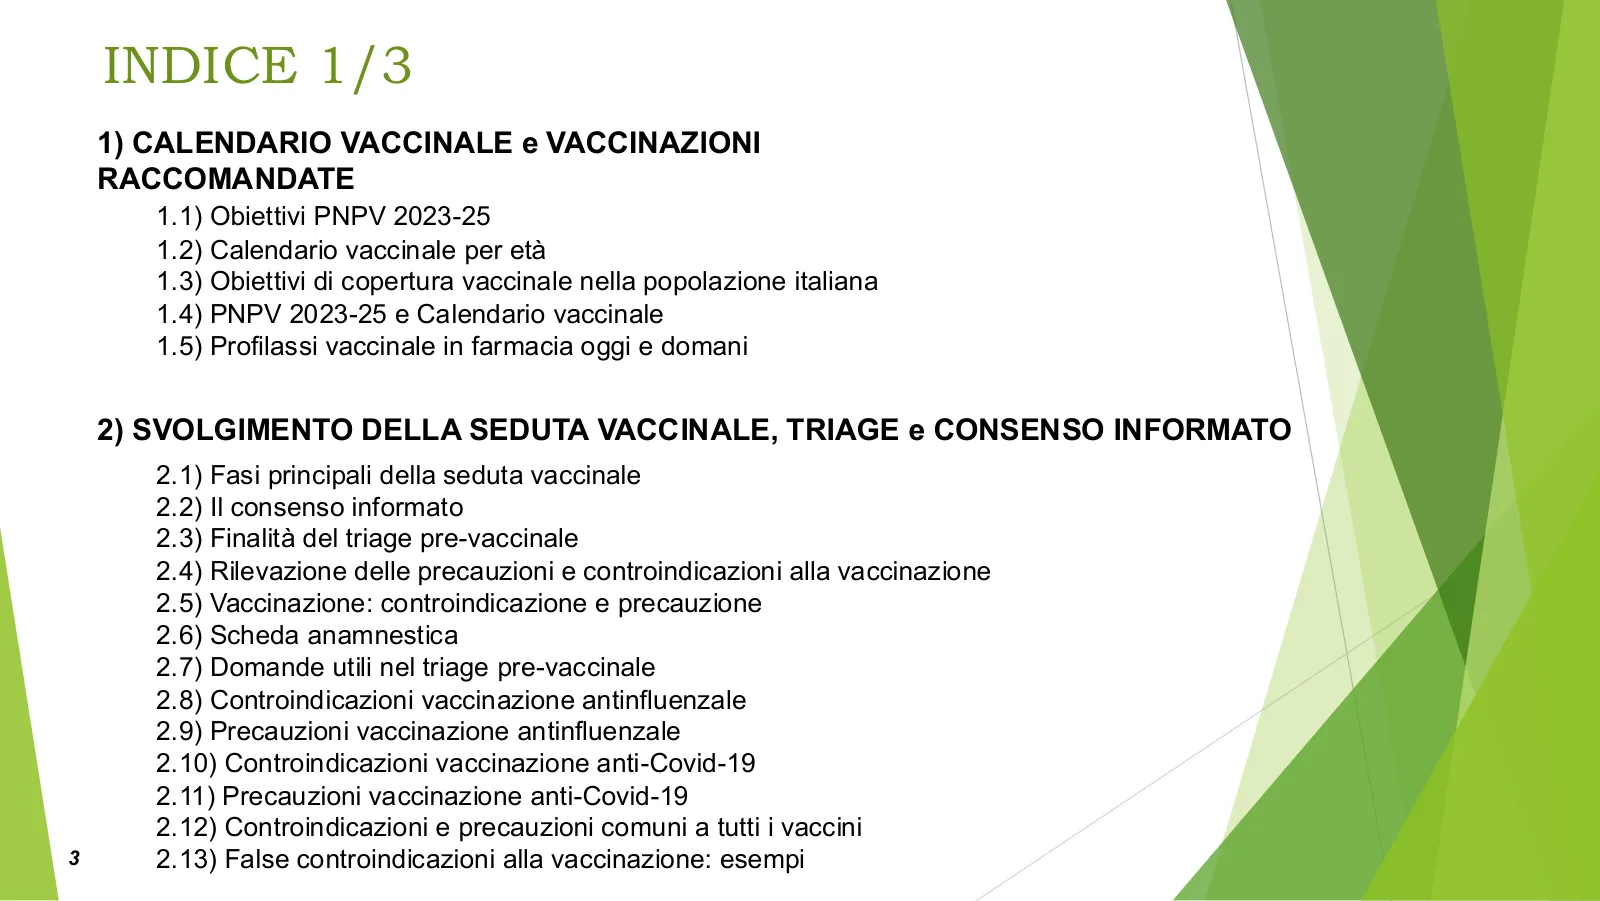 INDICE 1/3
1) CALENDARIO VACCINALE e VACCINAZIONI
RACCOMANDATE
1.1) Obiettivi PNPV 2023-25
1.2) Calendario vaccinale per età
1.3) Obiettivi di copertura vaccinale nella popolazione italiana
1.4) PNPV 2023-25 e Calendario vaccinale
1.5) Profilassi vaccinale in farmacia oggi e domani
2) SVOLGIMENTO DELLA SEDUTA VACCINALE, TRIAGE e CONSENSO INFORMATO
2.1) Fasi principali della seduta vaccinale
2.2) Il consenso informato
2.3) Finalità del triage pre-vaccinale
2.4) Rilevazione delle precauzioni e controindicazioni alla vaccinazione
2.5) Vaccinazione: controindicazione e precauzione
2.6) Scheda anamnestica
2.7) Domande utili nel triage pre-vaccinale
2.8) Controindicazioni vaccinazione antinfluenzale
2.9) Precauzioni vaccinazione antinfluenzale
2.10) Controindicazioni vaccinazione anti-Covid-19
2.11) Precauzioni vaccinazione anti-Covid-19
2.12) Controindicazioni e precauzioni comuni a tutti i vaccini
2.13) False controindicazioni alla vaccinazione: esempi
3